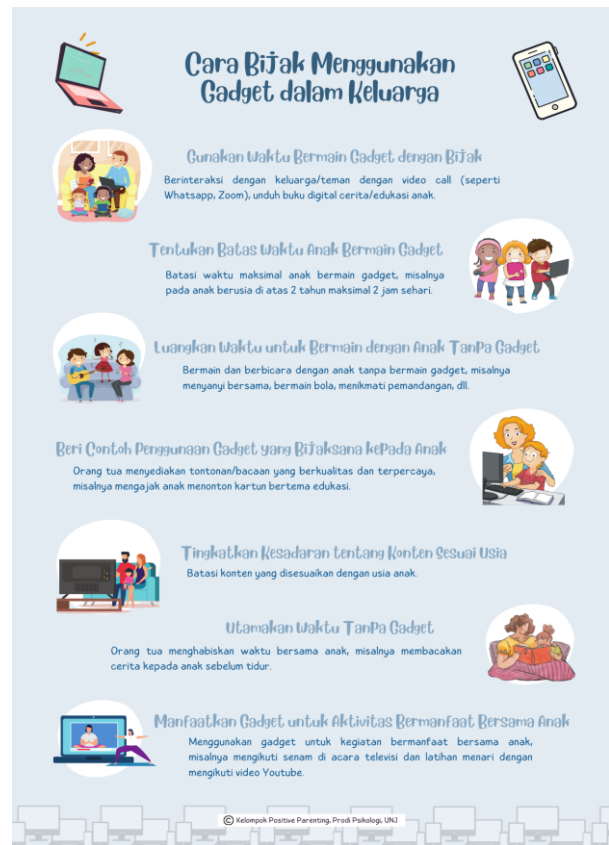 Cara Bijak Menggunakan
Gadget dalam Keluarga
Gunakan Waktu Bermain Gadget dengan Bijak
Berinteraksi dengan keluarga/teman dengan video call (seperti
Whatsapp, Zoom), unduh buku digital cerita/edukasi anak.
Tentukan Batas Waktu Anak Bermain Gadget
Batasi waktu maksimal anak bermain gadget, misalnya
pada anak berusia di atas 2 tahun maksimal 2 jam sehari.
Luangkan Waktu untuk Bermain dengan Anak Tanpa Gadget
Bermain dan berbicara dengan anak tanpa bermain gadget, misalnya
menyanyi bersama, bermain bola, menikmati pemandangan, dll.
Beri Contoh Penggunaan Gadget yang Bijaksana kepada Anak
Orang tua menyediakan tontonan/bacaan yang berkualitas dan terpercaya,
misalnya mengajak anak menonton kartun bertema edukasi.
Tingkatkan Kesadaran tentang Konten Sesuai Usia
Batasi konten yang disesuaikan dengan usia anak.
Utamakan Waktu Tanpa Gadget
Orang tua menghabiskan waktu bersama anak, misalnya membacakan
cerita kepada anak sebelum tidur.
Manfaatkan Gadget untuk Aktivitas Bermanfaat Bersama Anak
Menggunakan gadget untuk kegiatan bermanfaat bersama anak,
misalnya mengikuti senam di acara televisi dan latihan menari dengan
mengikuti video Youtube.
© Kelompok Positive Parenting, Prodi Psikologi, UNJ